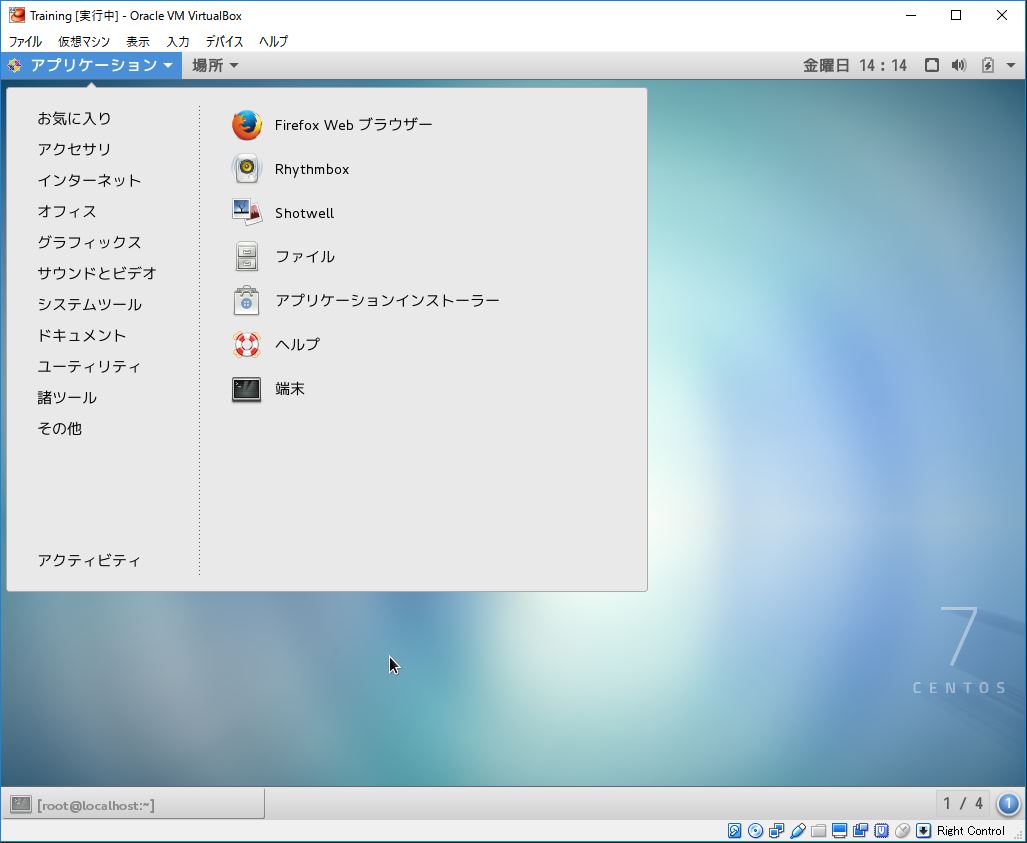 Training [実行中] - Oracle VM VirtualBox
ファイル 仮想マシン 表示 入力 デバイス ヘルプ
アプリケーション 場所 金曜日 14 : 14
お気に入り
アクセサリ
インターネット
オフィス
グラフィックス
サウンドとビデオ
システムツール
ドキュメント
ユーティリティ
諸ツール
その他
アクティビティ
Firefox Web ブラウザー
Rhythmbox
Shotwell
ファイル
アプリケーションインストーラー
ヘルプ
端末
7
CENTOS
[root@localhost:~] 1 / 4 1
Right Control